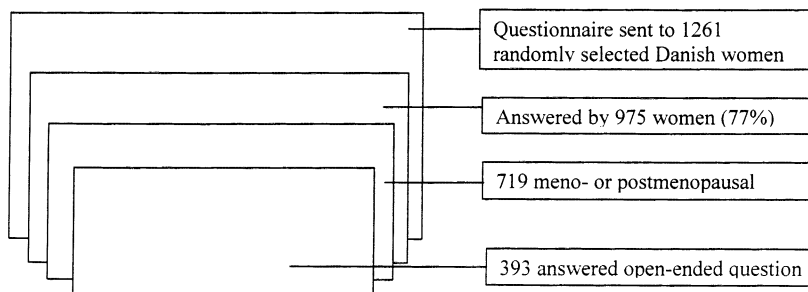 Questionnaire sent to 1261
randomly selected Danish women
Answered by 975 women (77%)
719 meno- or postmenopausal
393 answered open-ended question